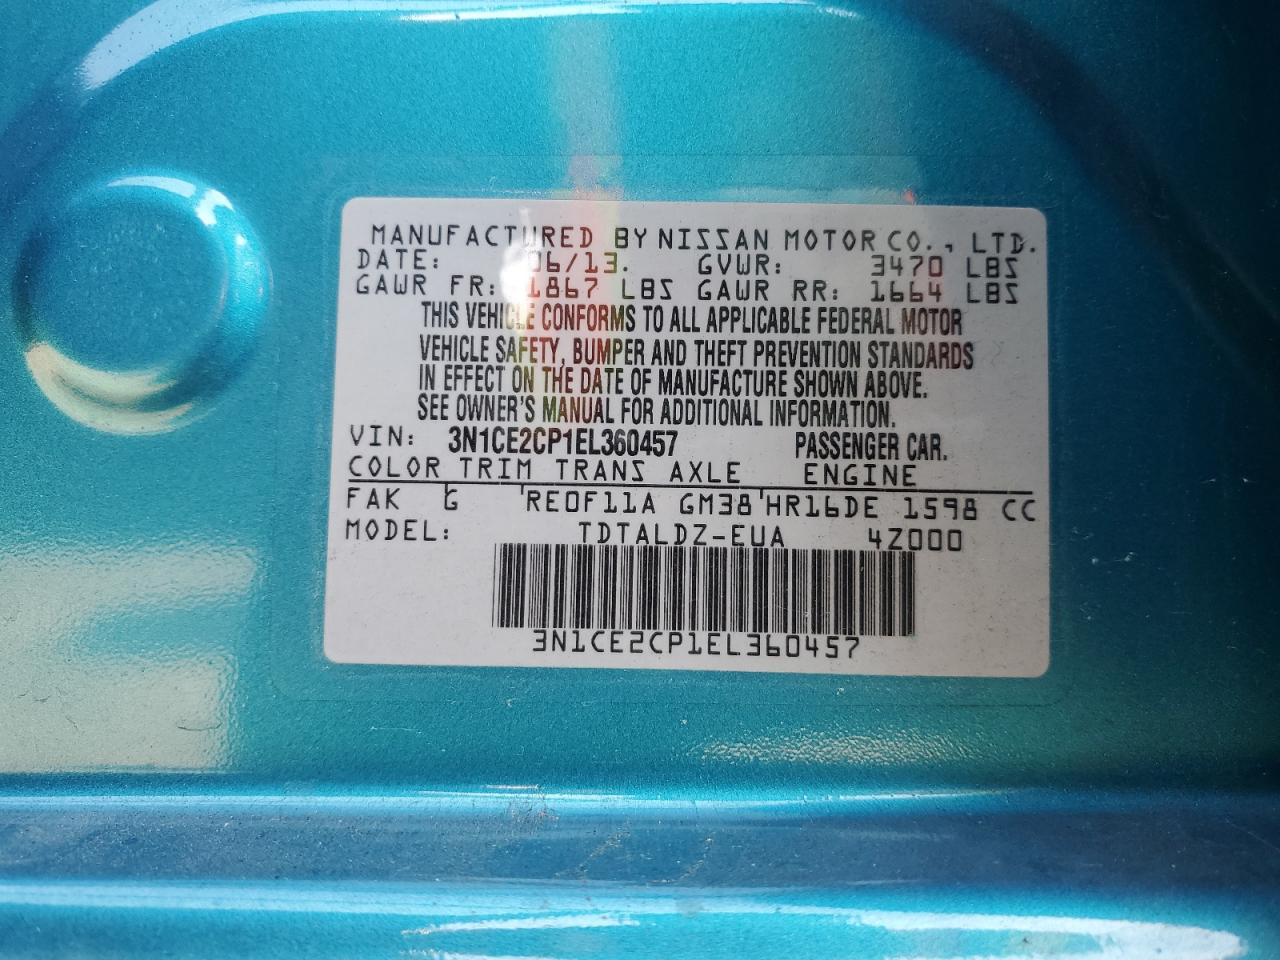 MANUFACTURED BY NISSAN MOTOR CO., LTD.
DATE: 06/13. GVWR: 3470 LBS
GAWR FR: 1867 LBS GAWR RR: 1664 LBS
THIS VEHICLE CONFORMS TO ALL APPLICABLE FEDERAL MOTOR
VEHICLE SAFETY, BUMPER AND THEFT PREVENTION STANDARDS
IN EFFECT ON THE DATE OF MANUFACTURE SHOWN ABOVE.
SEE OWNER'S MANUAL FOR ADDITIONAL INFORMATION.
VIN: 3N1CE2CP1EL360457 PASSENGER CAR.
COLOR TRIM TRANS AXLE ENGINE
FAK G 'RE0F11A GM38'HR16DE 1598 CC
MODEL: TDTALDZ-EUA 4Z000
3N1CE2CP1EL360457